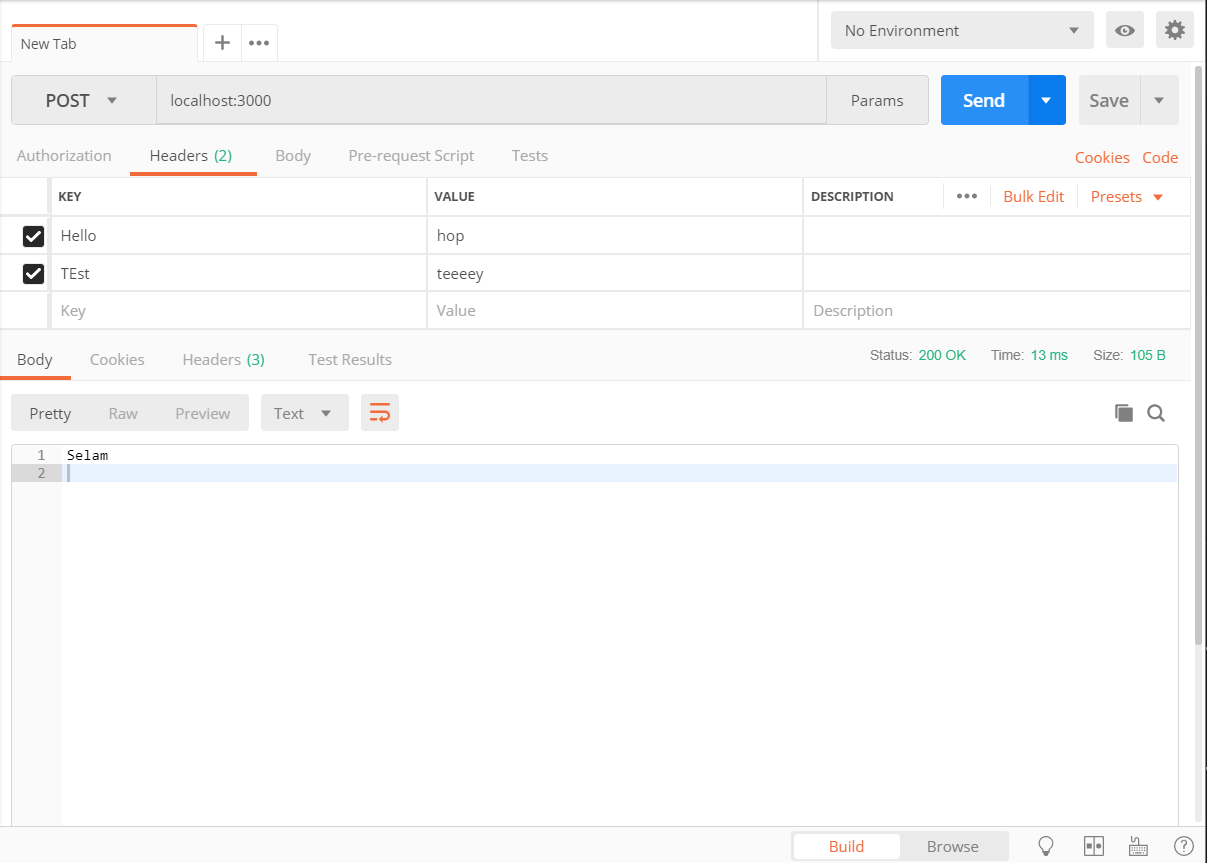 New Tab
No Environment
POST localhost:3000 Params Send Save
Authorization Headers (2) Body Pre-request Script Tests Cookies Code
KEY VALUE DESCRIPTION Bulk Edit Presets
Hello hop
TEst teeeey
Key Value Description
Body Cookies Headers (3) Test Results Status: 200 OK Time: 13 ms Size: 105 B
Pretty Raw Preview Text
1 Selam
2
Build Browse